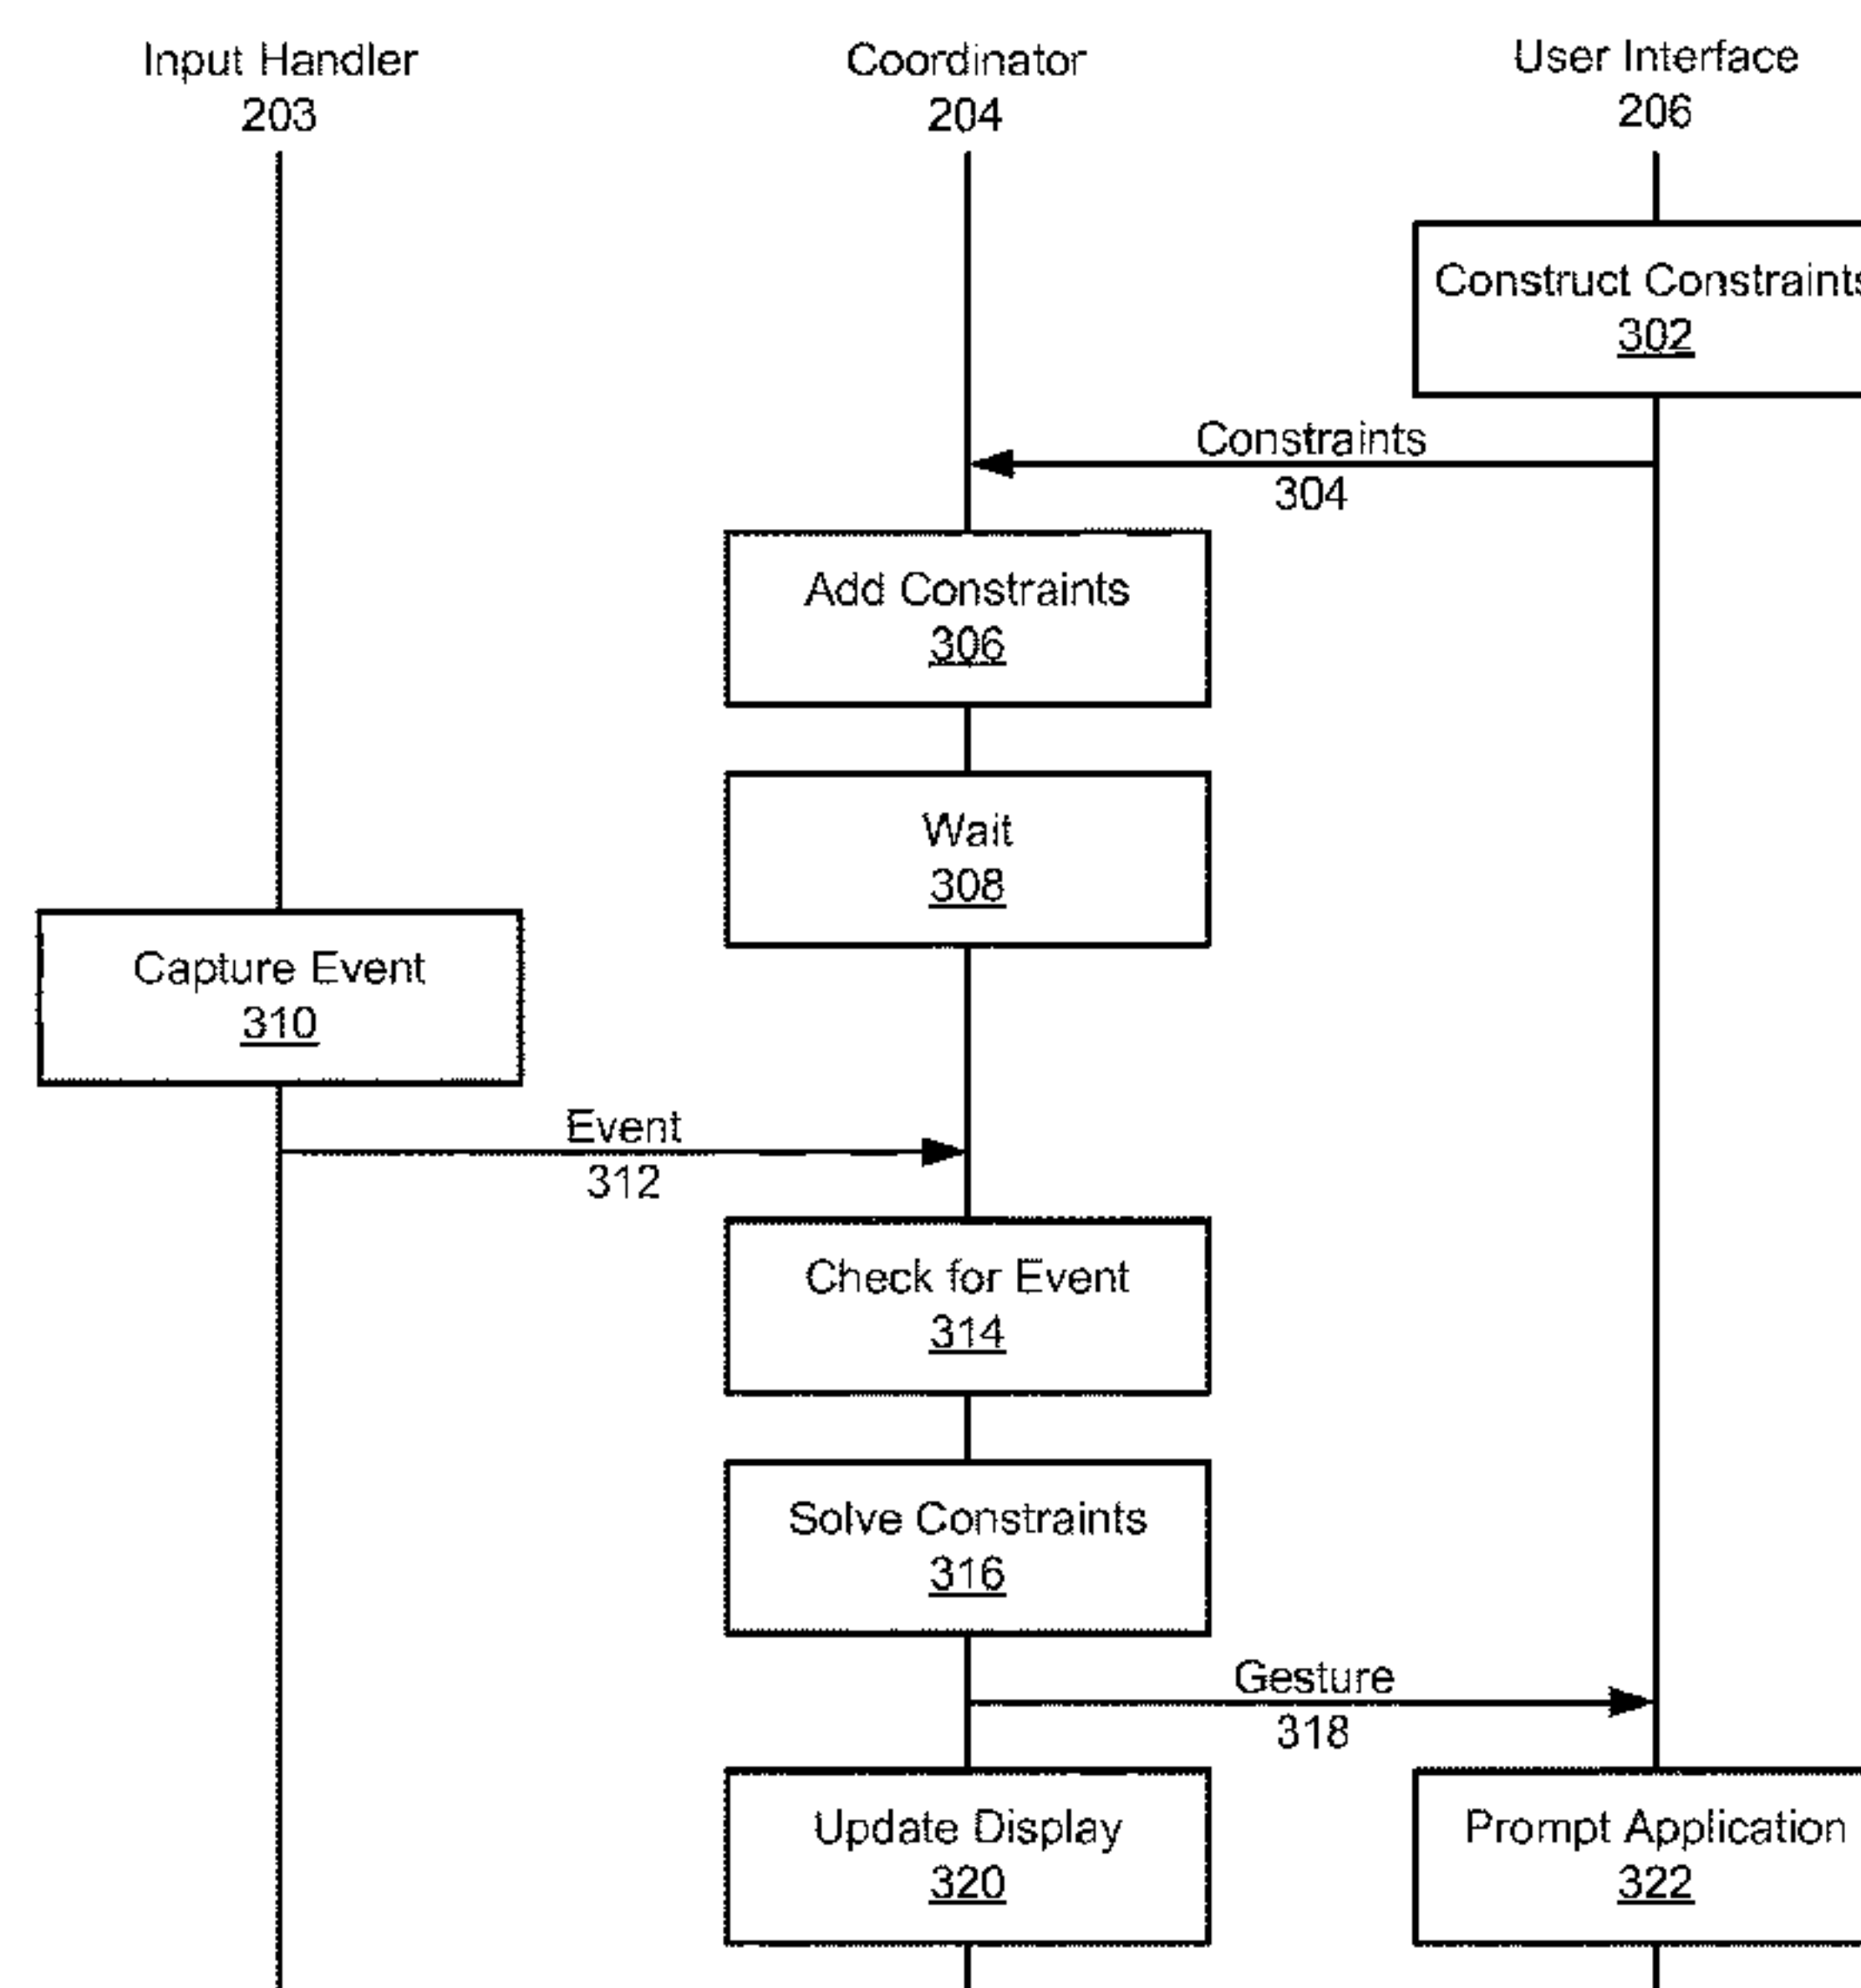 Input Handler
203
Coordinator
204
User Interface
206
Construct Constraints
302
Constraints
304
Add Constraints
306
Wait
308
Capture Event
310
Event
312
Check for Event
314
Solve Constraints
316
Gesture
318
Update Display
320
Prompt Application
322